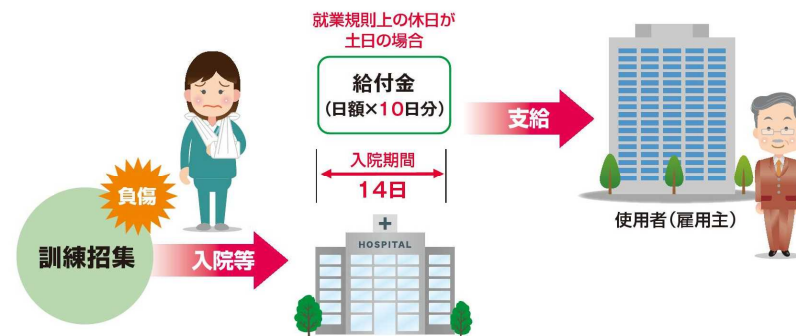 就業規則上の休日が
土日の場合
給付金
(日額×10日分)
支給
入院期間
14日
負傷
訓練招集
入院等
HOSPITAL
使用者(雇用主)